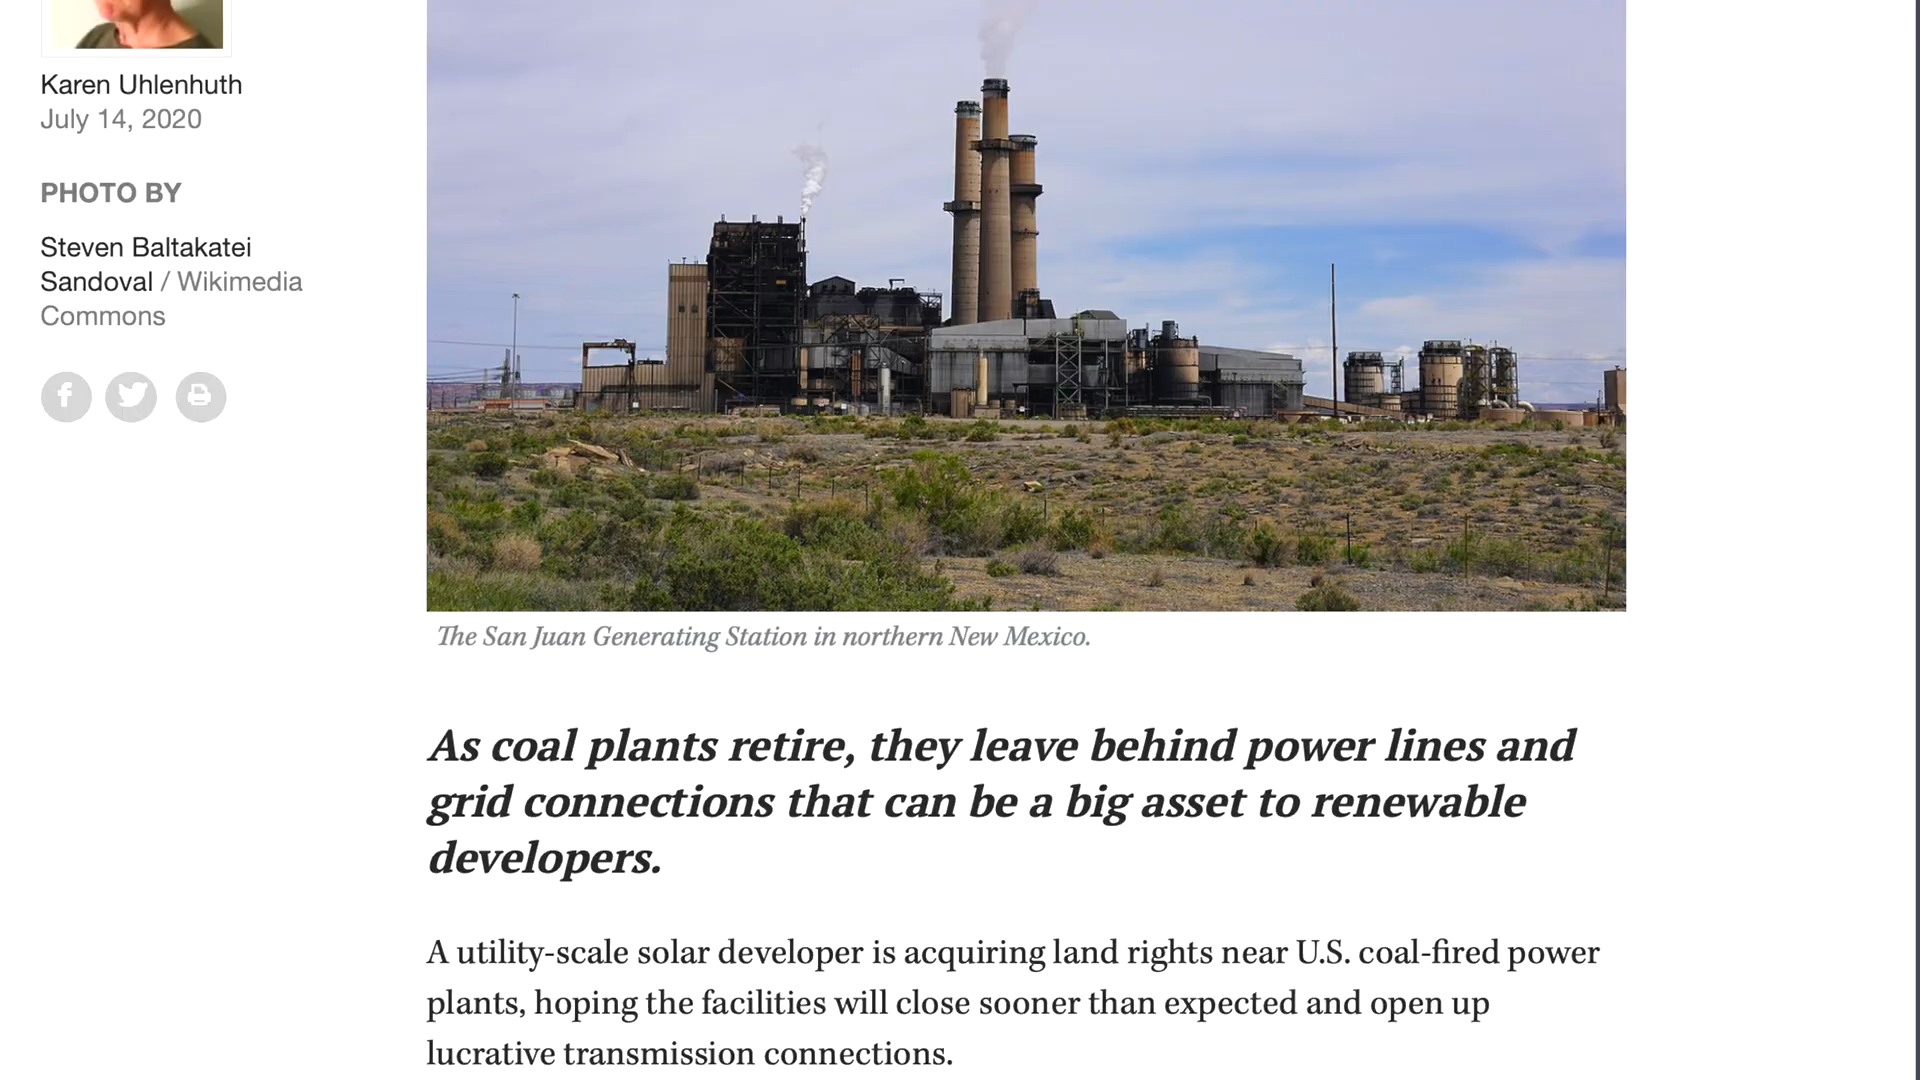 Karen Uhlenhuth
July 14, 2020
PHOTO BY
Steven Baltakatei
Sandoval / Wikimedia
Commons
The San Juan Generating Station in northern New Mexico.
As coal plants retire, they leave behind power lines and
grid connections that can be a big asset to renewable
developers.
A utility-scale solar developer is acquiring land rights near U.S. coal-fired power
plants, hoping the facilities will close sooner than expected and open up
lucrative transmission connections.